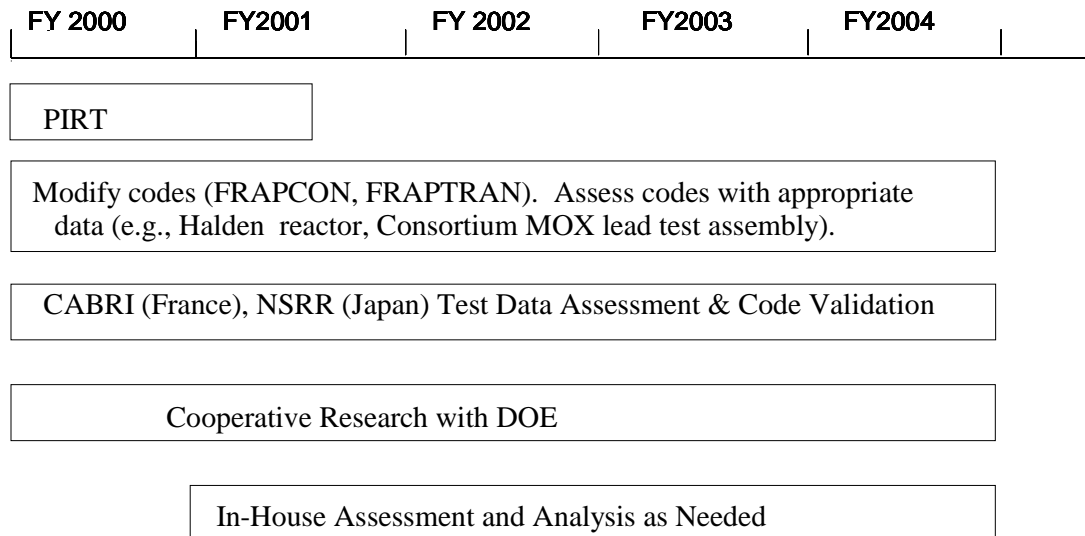 FY 2000 FY2001 FY 2002 FY2003 FY2004
PIRT
Modify codes (FRAPCON, FRAPTRAN). Assess codes with appropriate
data (e.g., Halden reactor, Consortium MOX lead test assembly).
CABRI (France), NSRR (Japan) Test Data Assessment & Code Validation
Cooperative Research with DOE
In-House Assessment and Analysis as Needed